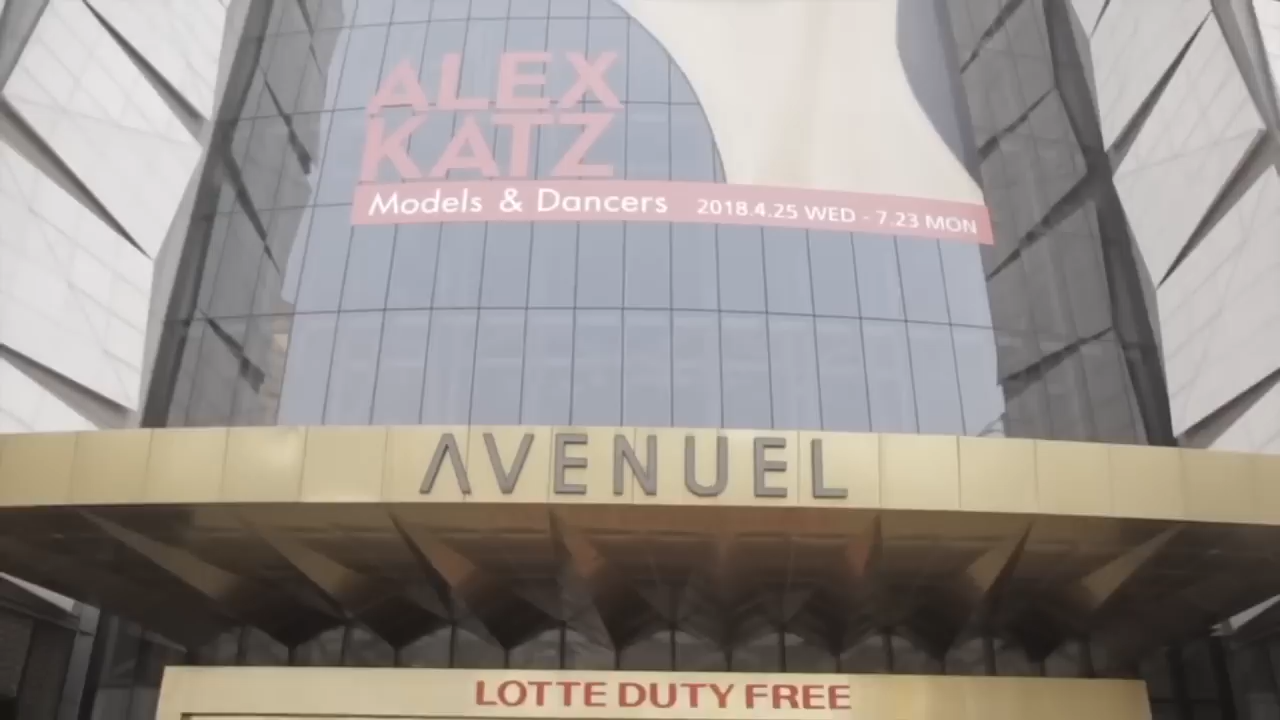 ALEX
KATZ
Models & Dancers 2018.4.25 WED - 7.23 MON
AVENUEL
LOTTE DUTY FREE